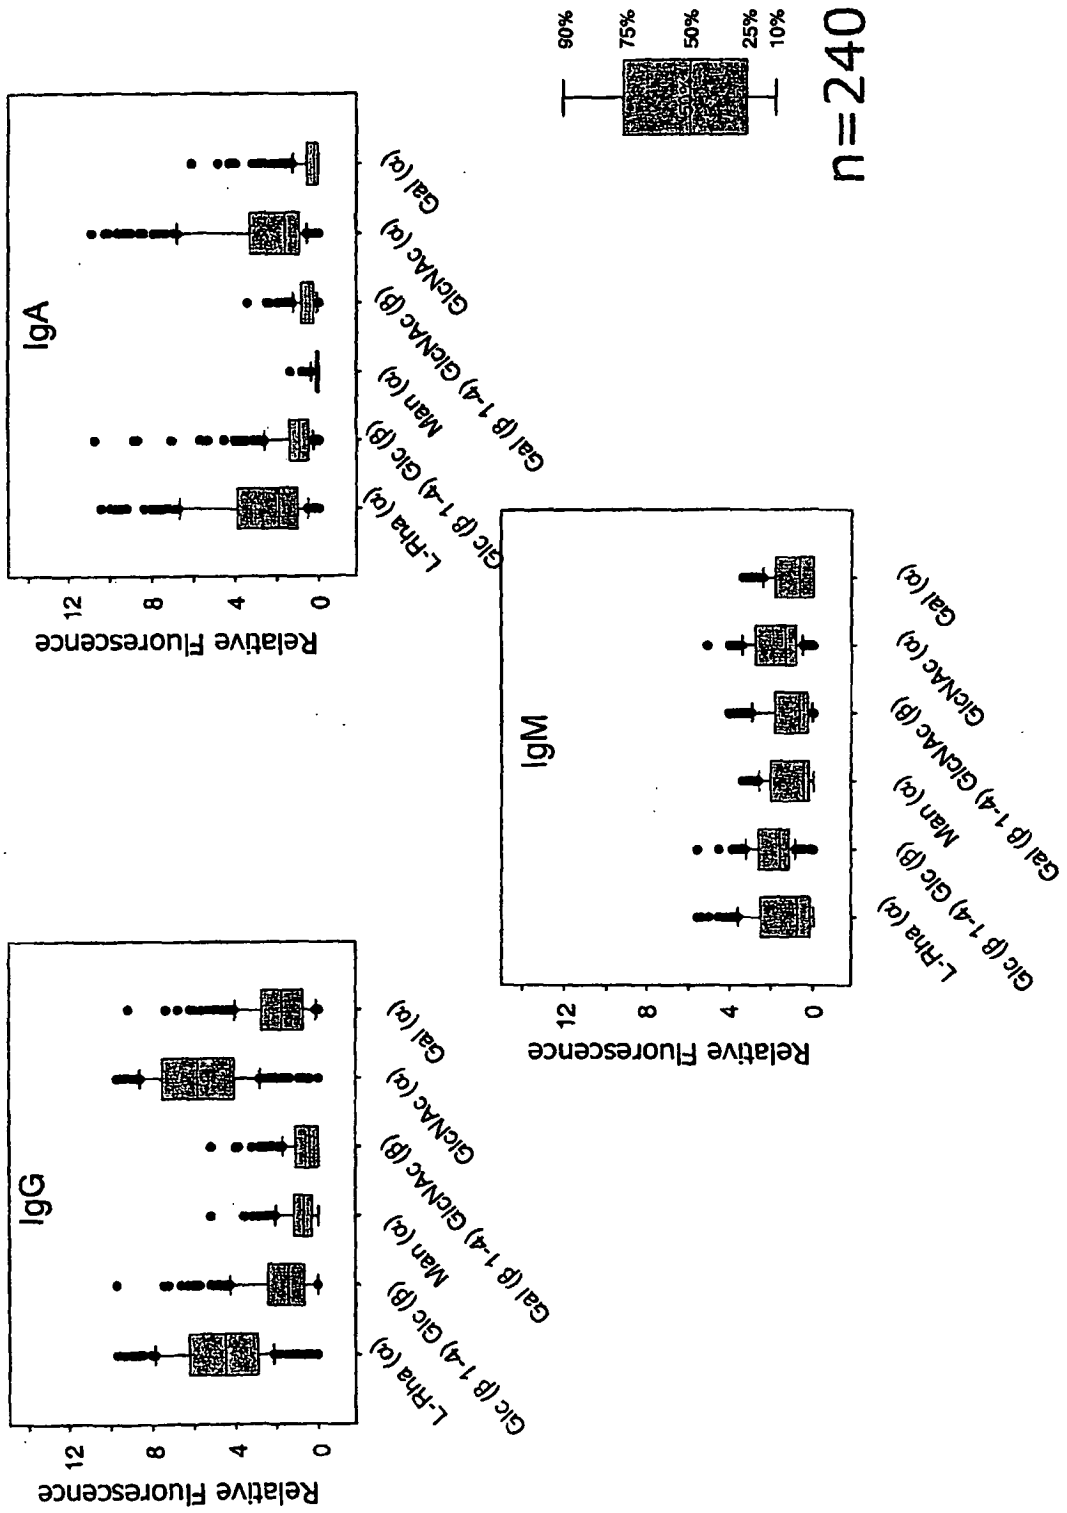 IgG
Relative Fluorescence
12
8
4
0
L-Rha (α)
Glc (β 1-4) Glc (β)
Man (α)
Gal (β 1-4) GlcNAc (β)
GlcNAc (α)
Gal (α)
IgA
Relative Fluorescence
12
8
4
0
L-Rha (α)
Glc (β 1-4) Glc (β)
Man (α)
Gal (β 1-4) GlcNAc (β)
GlcNAc (α)
Gal (α)
IgM
Relative Fluorescence
12
8
4
0
L-Rha (α)
Glc (β 1-4) Glc (β)
Man (α)
Gal (β 1-4) GlcNAc (β)
GlcNAc (α)
Gal (α)
90%
75%
50%
25%
10%
n=240